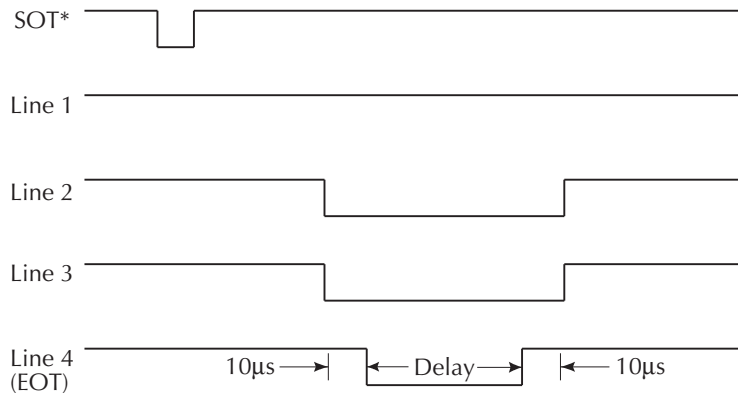 SOT*
Line 1
Line 2
Line 3
Line 4
(EOT)
10µs
Delay
10µs